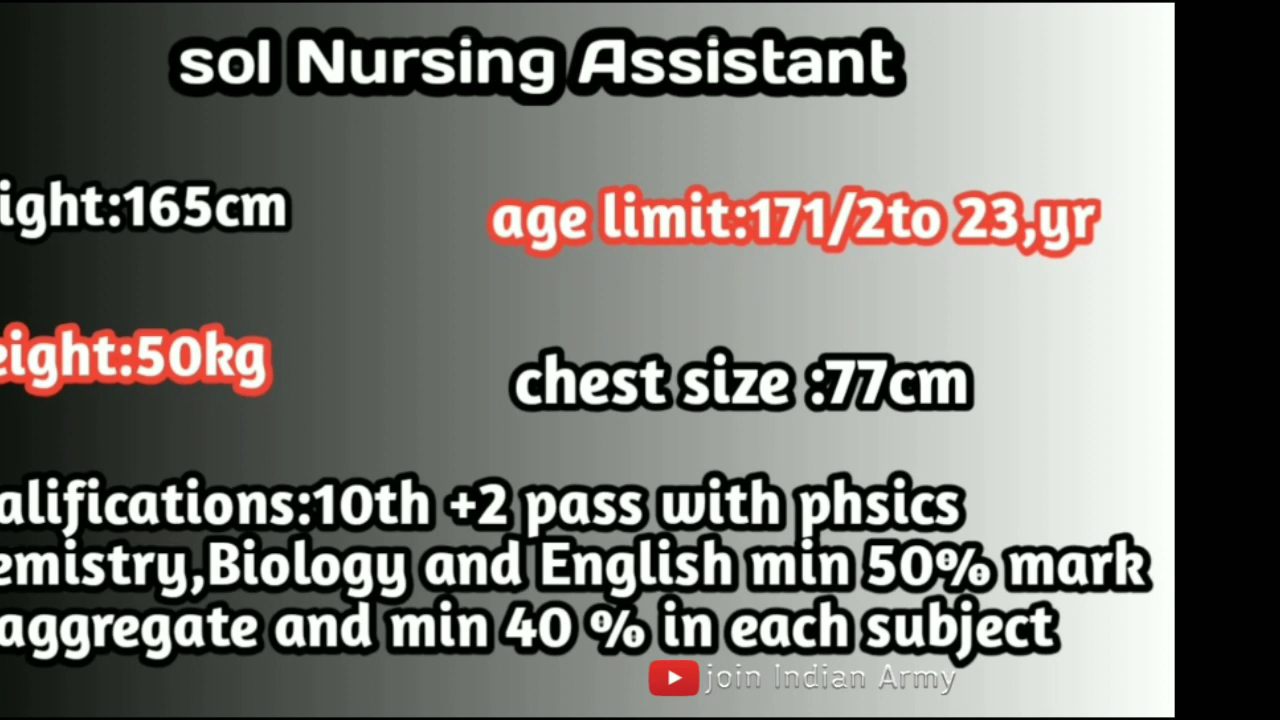 sol Nursing Assistant
ight:165cm
age limit:171/2to 23,yr
eight:50kg
chest size :77cm
alifications:10th +2 pass with phsics
emistry,Biology and English min 50% mark
aggregate and min 40 % in each subject
join Indian Army